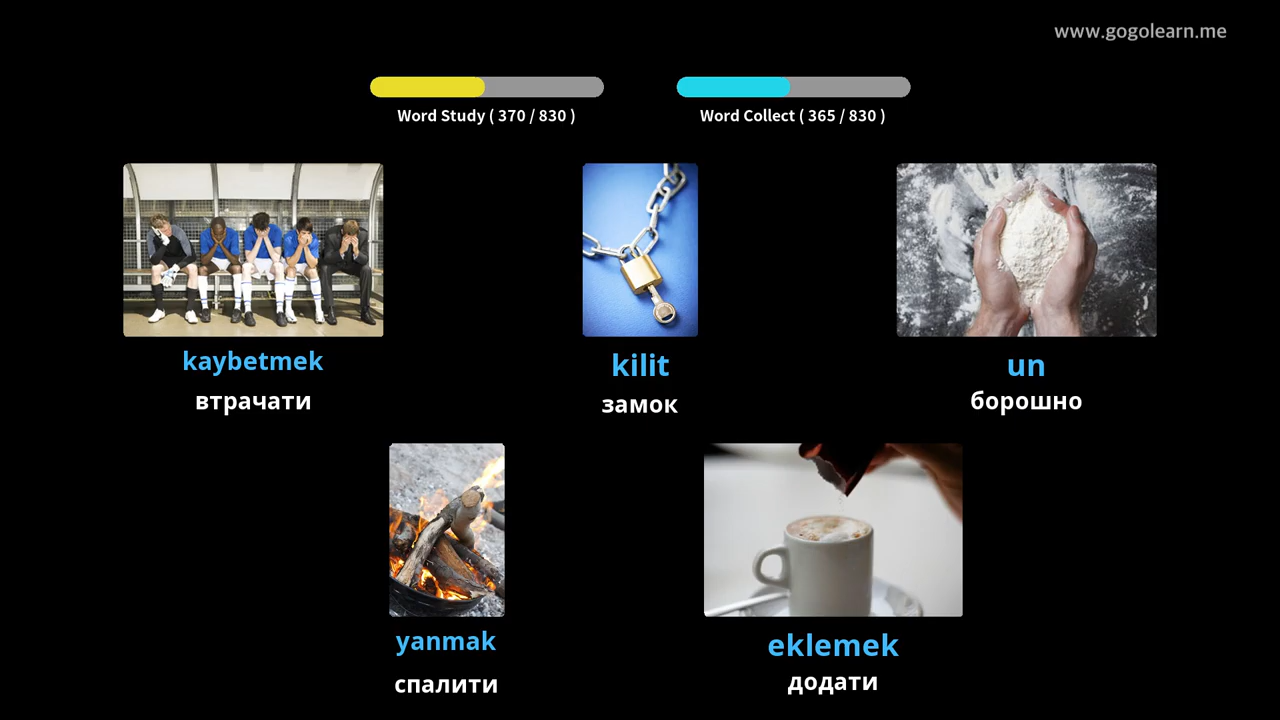 www.gogolearn.me
Word Study ( 370 / 830 )
Word Collect ( 365 / 830 )
kaybetmek
втрачати
kilit
замок
un
борошно
yanmak
спалити
eklemek
додати